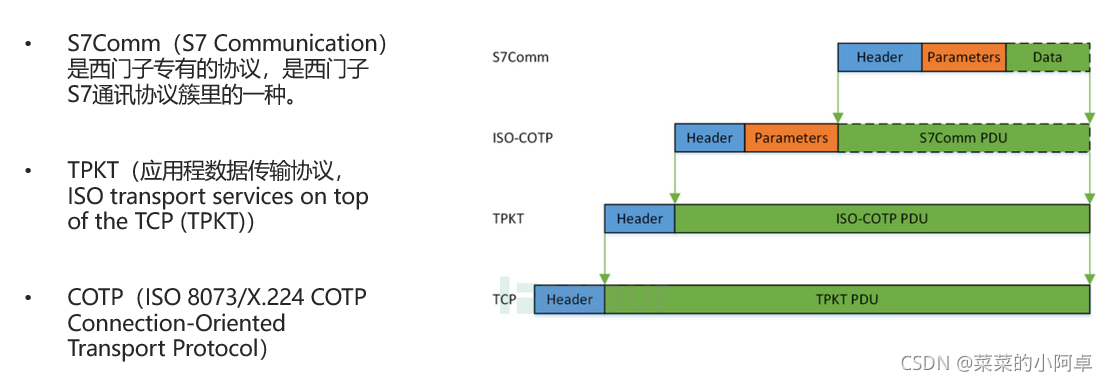 • S7Comm（S7 Communication）
是西门子专有的协议，是西门子
S7通讯协议簇里的一种。
• TPKT（应用程数据传输协议，
ISO transport services on top
of the TCP (TPKT)）
• COTP（ISO 8073/X.224 COTP
Connection-Oriented
Transport Protocol）
S7Comm Header Parameters Data
ISO-COTP Header Parameters S7Comm PDU
TPKT Header ISO-COTP PDU
TCP Header TPKT PDU
CSDN @菜菜的小阿卓